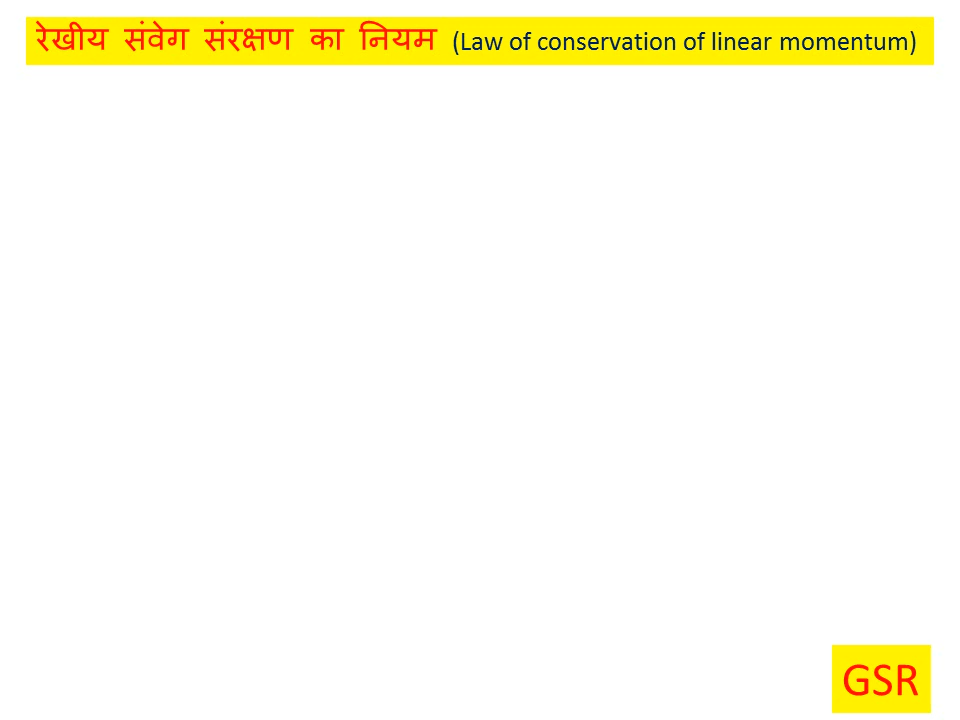 रेखीय संवेग संरक्षण का नियम (Law of conservation of linear momentum)
GSR